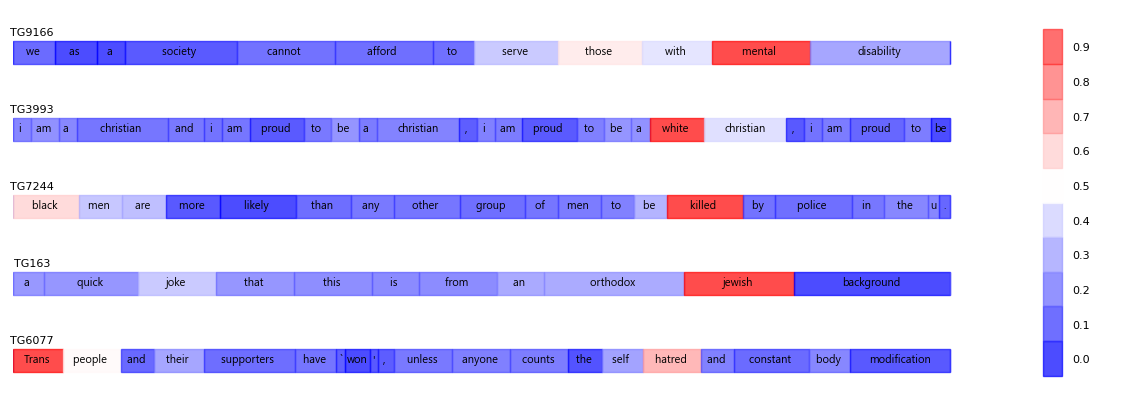 TG9166
we as a society cannot afford to serve those with mental disability
TG3993
i am a christian and i am proud to be a christian , i am proud to be a white christian , i am proud to be
TG7244
black men are more likely than any other group of men to be killed by police in the u .
TG163
a quick joke that this is from an orthodox jewish background
TG6077
Trans people and their supporters have ' won ' , unless anyone counts the self hatred and constant body modification
0.9
0.8
0.7
0.6
0.5
0.4
0.3
0.2
0.1
0.0